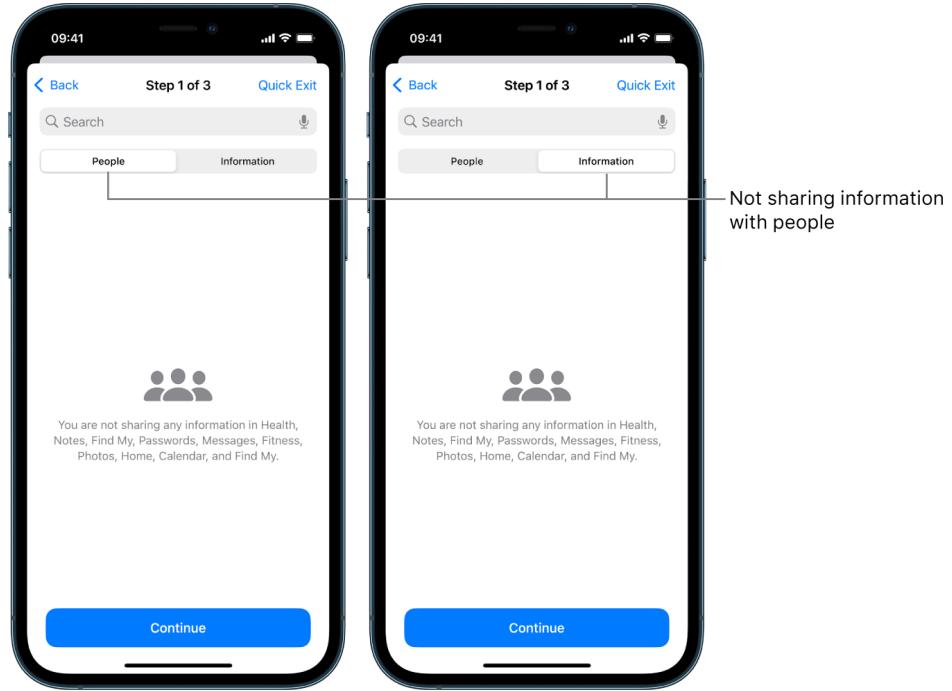 09:41
Back
Step 1 of 3
Quick Exit
Search
People
Information
You are not sharing any information in Health,
Notes, Find My, Passwords, Messages, Fitness,
Photos, Home, Calendar, and Find My.
Continue
09:41
Back
Step 1 of 3
Quick Exit
Search
People
Information
You are not sharing any information in Health,
Notes, Find My, Passwords, Messages, Fitness,
Photos, Home, Calendar, and Find My.
Continue
Not sharing information
with people